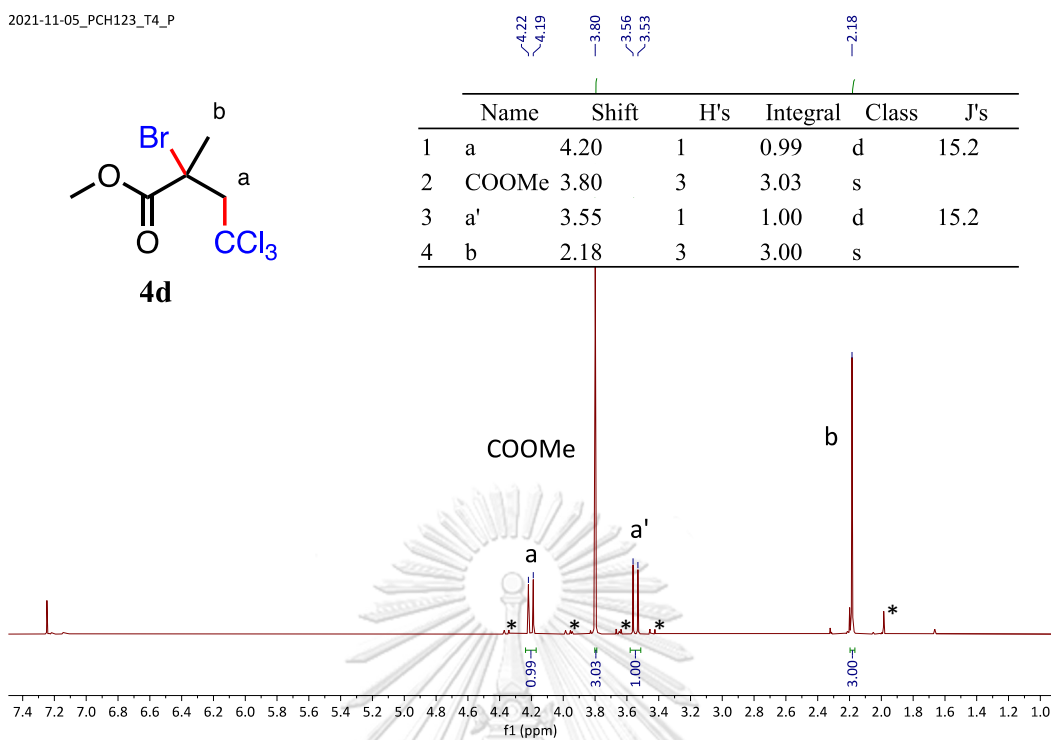 2021-11-05_PCH123_T4_P
4.22
4.19
3.80
3.56
3.53
2.18
Name Shift H's Integral Class J's
1 a 4.20 1 0.99 d 15.2
2 COOMe 3.80 3 3.03 s
3 a' 3.55 1 1.00 d 15.2
4 b 2.18 3 3.00 s
b
Br
a
O
O
CCl3
4d
COOMe
b
a
a'
* * * * *
0.99
3.03
1.00
3.00
7.4 7.2 7.0 6.8 6.6 6.4 6.2 6.0 5.8 5.6 5.4 5.2 5.0 4.8 4.6 4.4 4.2 4.0 3.8 3.6 3.4 3.2 3.0 2.8 2.6 2.4 2.2 2.0 1.8 1.6 1.4 1.2 1.0
f1 (ppm)